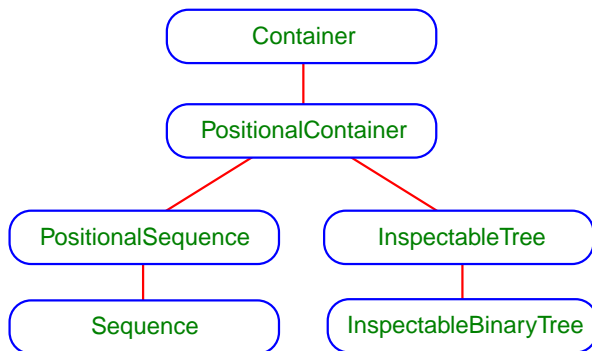 Container
PositionalContainer
PositionalSequence
InspectableTree
Sequence
InspectableBinaryTree